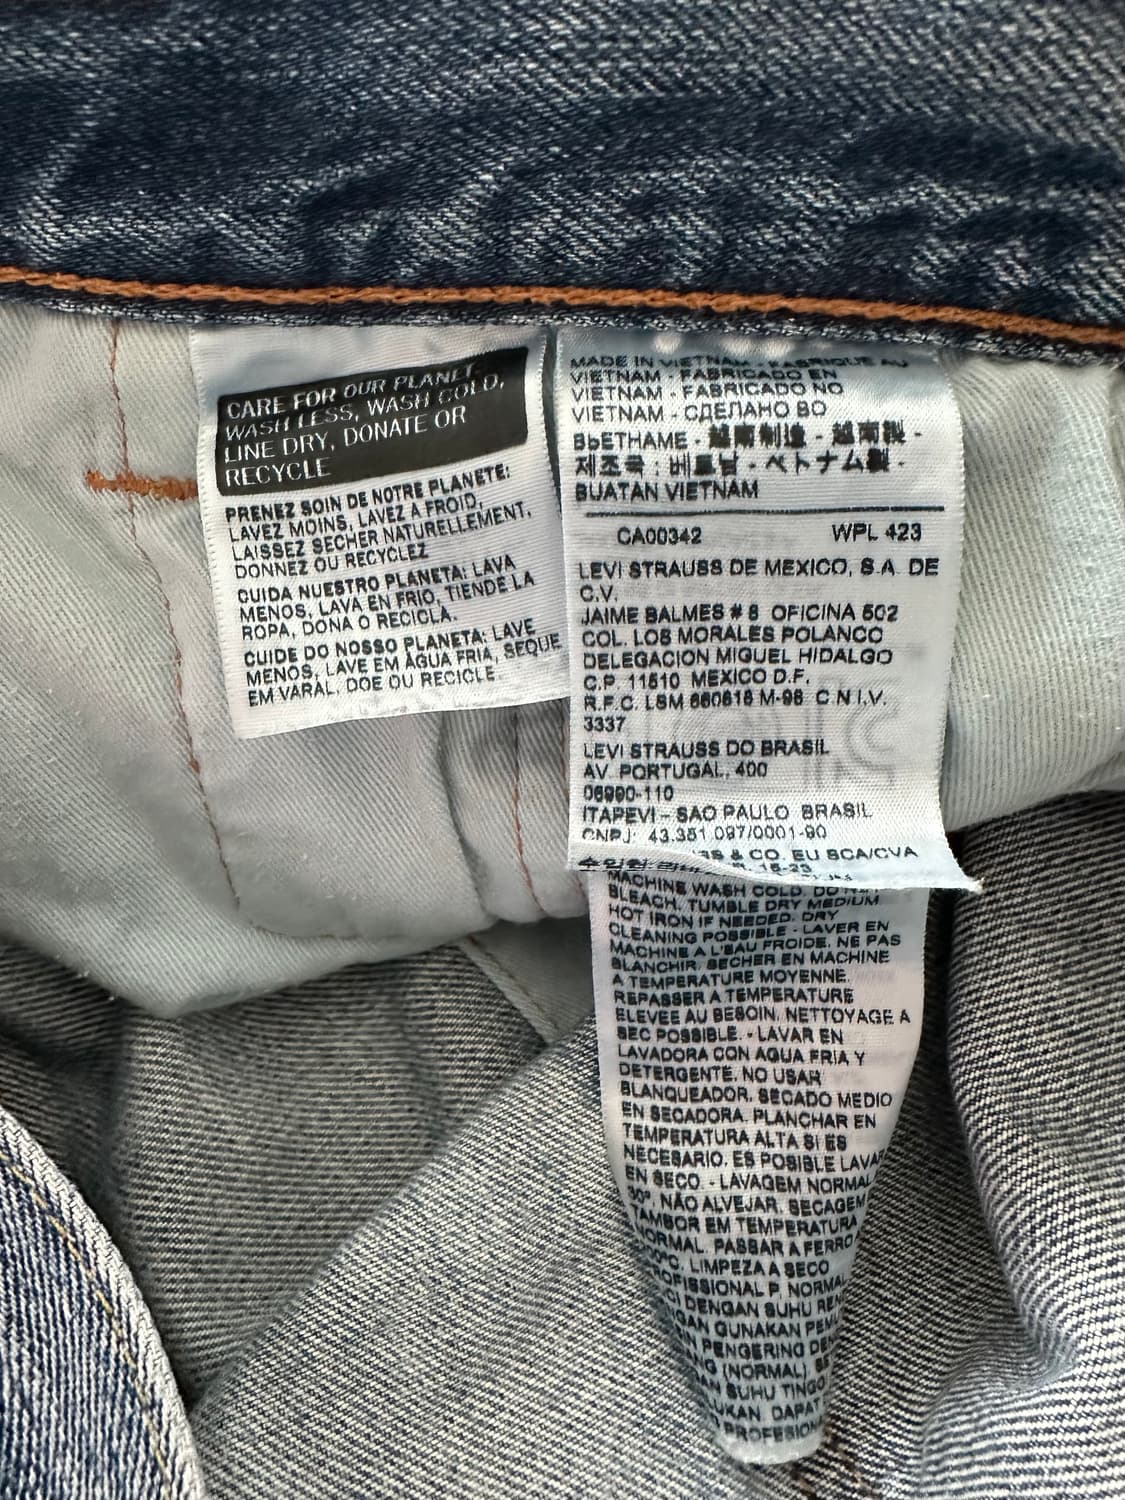 CARE FOR OUR PLANET:
WASH LESS, WASH COLD,
LINE DRY, DONATE OR
RECYCLE
PRENEZ SOIN DE NOTRE PLANETE:
LAVEZ MOINS, LAVEZ A FROID,
LAISSEZ SECHER NATURELLEMENT,
DONNEZ OU RECYCLEZ
CUIDA NUESTRO PLANETA: LAVA
MENOS, LAVA EN FRIO, TIENDE LA
ROPA, DONA O RECICLA.
CUIDE DO NOSSO PLANETA: LAVE
MENOS, LAVE EM ÁGUA FRIA, SEQUE
EM VARAL, DOE OU RECICLE
MADE IN VIETNAM - FABRIQUE AU
VIETNAM - FABRICADO EN
VIETNAM - FABRICADO NO
VIETNAM - СДЕЛАНО ВО
ВЬЕТНАМЕ - 越南制造 - 越南製 -
제조국 : 베트남 - ベトナム製 -
BUATAN VIETNAM
CA00342 WPL 423
LEVI STRAUSS DE MEXICO, S.A. DE
C.V.
JAIME BALMES # 8 OFICINA 502
COL. LOS MORALES POLANCO
DELEGACION MIGUEL HIDALGO
C.P. 11510 MEXICO D.F.
R.F.C. LSM 860618 M-98 C N I.V.
3337
LEVI STRAUSS DO BRASIL
AV. PORTUGAL, 400
06690-110
ITAPEVI – SAO PAULO BRASIL
CNPJ: 43.351.097/0001-90
& CO. EU BCA/CVA
15-23
MACHINE WASH COLD. DO NOT
BLEACH. TUMBLE DRY MEDIUM
HOT IRON IF NEEDED. DRY
CLEANING POSSIBLE - LAVER EN
MACHINE A L'EAU FROIDE. NE PAS
BLANCHIR. SECHER EN MACHINE
A TEMPERATURE MOYENNE.
REPASSER A TEMPERATURE
ELEVEE AU BESOIN. NETTOYAGE A
SEC POSSIBLE. - LAVAR EN
LAVADORA CON AGUA FRIA Y
DETERGENTE. NO USAR
BLANQUEADOR. SECADO MEDIO
EN SECADORA. PLANCHAR EN
TEMPERATURA ALTA SI ES
NECESARIO. ES POSIBLE LAVAR
EN SECO. - LAVAGEM NORMAL
30°. NÃO ALVEJAR. SECAGEM
TAMBOR EM TEMPERATURA
NORMAL. PASSAR A FERRO
LIMPEZA A SECO
PROFISSIONAL P, NORMAL
CI DENGAN SUHU
GUNAKAN
PENGERING
(NORMAL)
SUHU TINGGI
DAPAT
PROFESIONAL